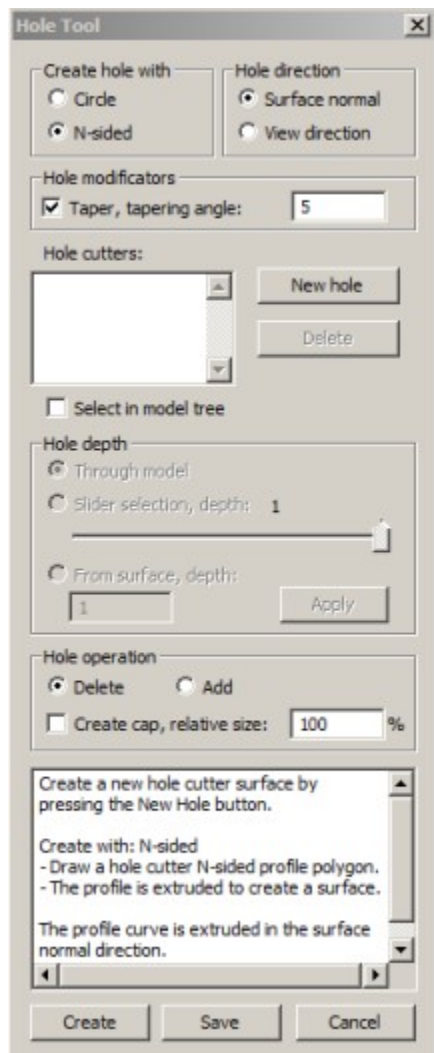 Hole Tool
Create hole with
Hole direction
Circle
Surface normal
N-sided
View direction
Hole modificators
Taper, tapering angle: 5
Hole cutters:
New hole
Delete
Select in model tree
Hole depth
Through model
Slider selection, depth: 1
From surface, depth:
1
Apply
Hole operation
Delete Add
Create cap, relative size: 100 %
Create a new hole cutter surface by
pressing the New Hole button.
Create with: N-sided
- Draw a hole cutter N-sided profile polygon.
- The profile is extruded to create a surface.
The profile curve is extruded in the surface
normal direction.
Create Save Cancel